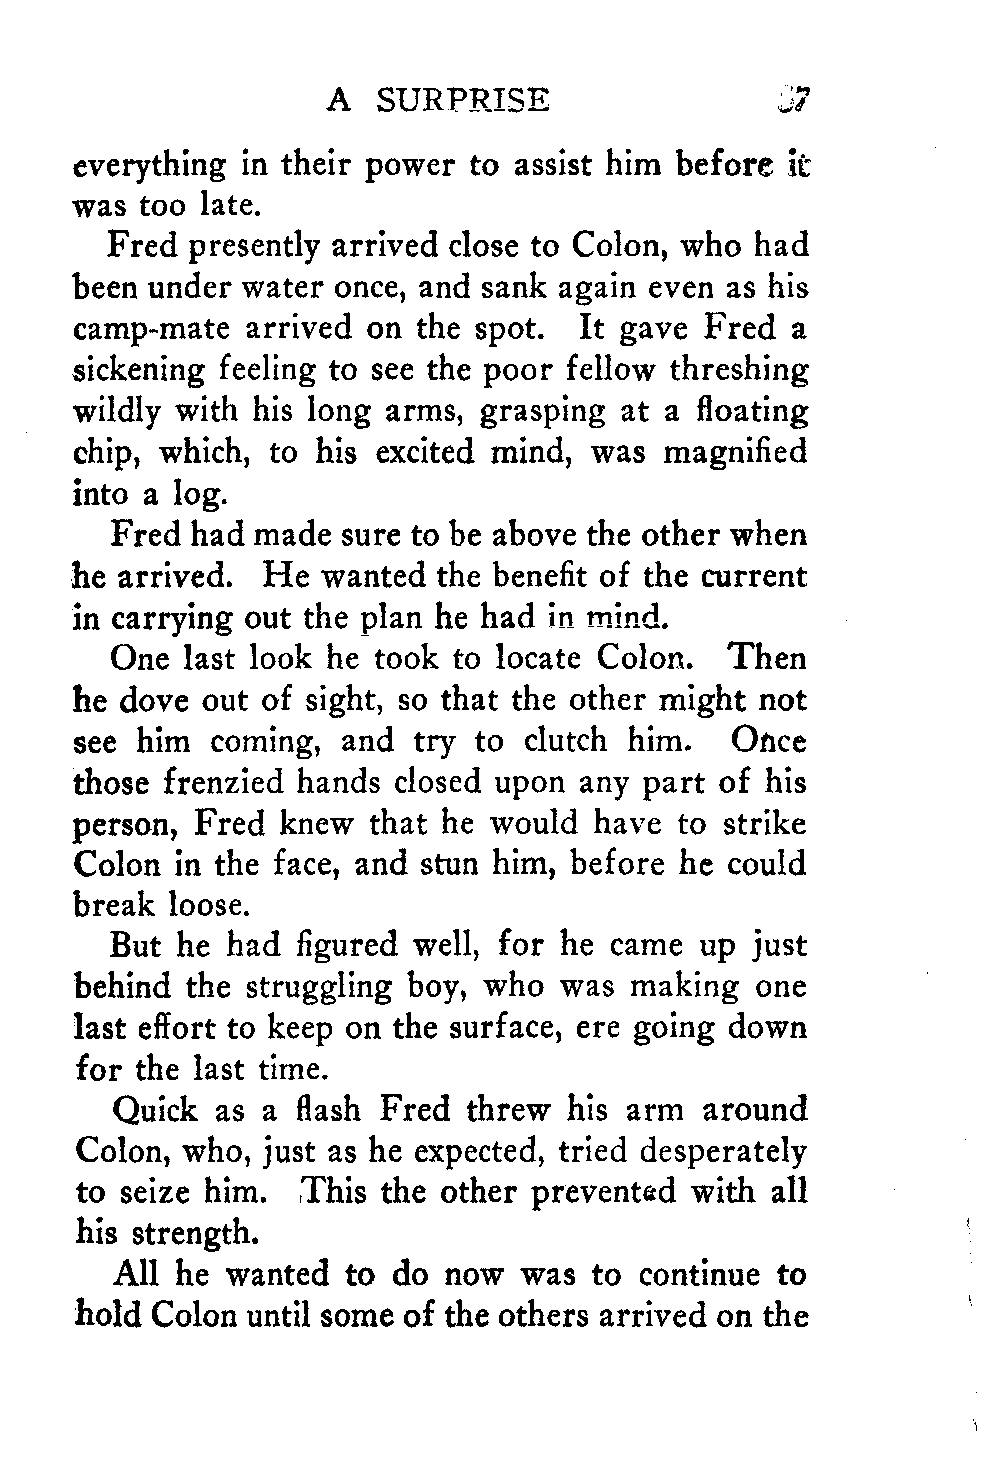 A SURPRISE
everything in their power to assist him before it
was too late.
Fred presently arrived close to Colon, who had
been under water once, and sank again even as his
camp-mate arrived on the spot. It gave Fred a
sickening feeling to see the poor fellow threshing
wildly with his long arms, grasping at a floating
chip, which, to his excited mind, was magnified
into a log.
Fred had made sure to be above the other when
he arrived. He wanted the benefit of the current
in carrying out the plan he had in mind.
One last look he took to locate Colon. Then
he dove out of sight, so that the other might not
see him coming, and try to clutch him. Once
those frenzied hands closed upon any part of his
person, Fred knew that he would have to strike
Colon in the face, and stun him, before he could
break loose.
But he had figured well, for he came up just
behind the struggling boy, who was making one
last effort to keep on the surface, ere going down
for the last time.
Quick as a flash Fred threw his arm around
Colon, who, just as he expected, tried desperately
to seize him. This the other prevented with all
his strength.
All he wanted to do now was to continue to
hold Colon until some of the others arrived on the